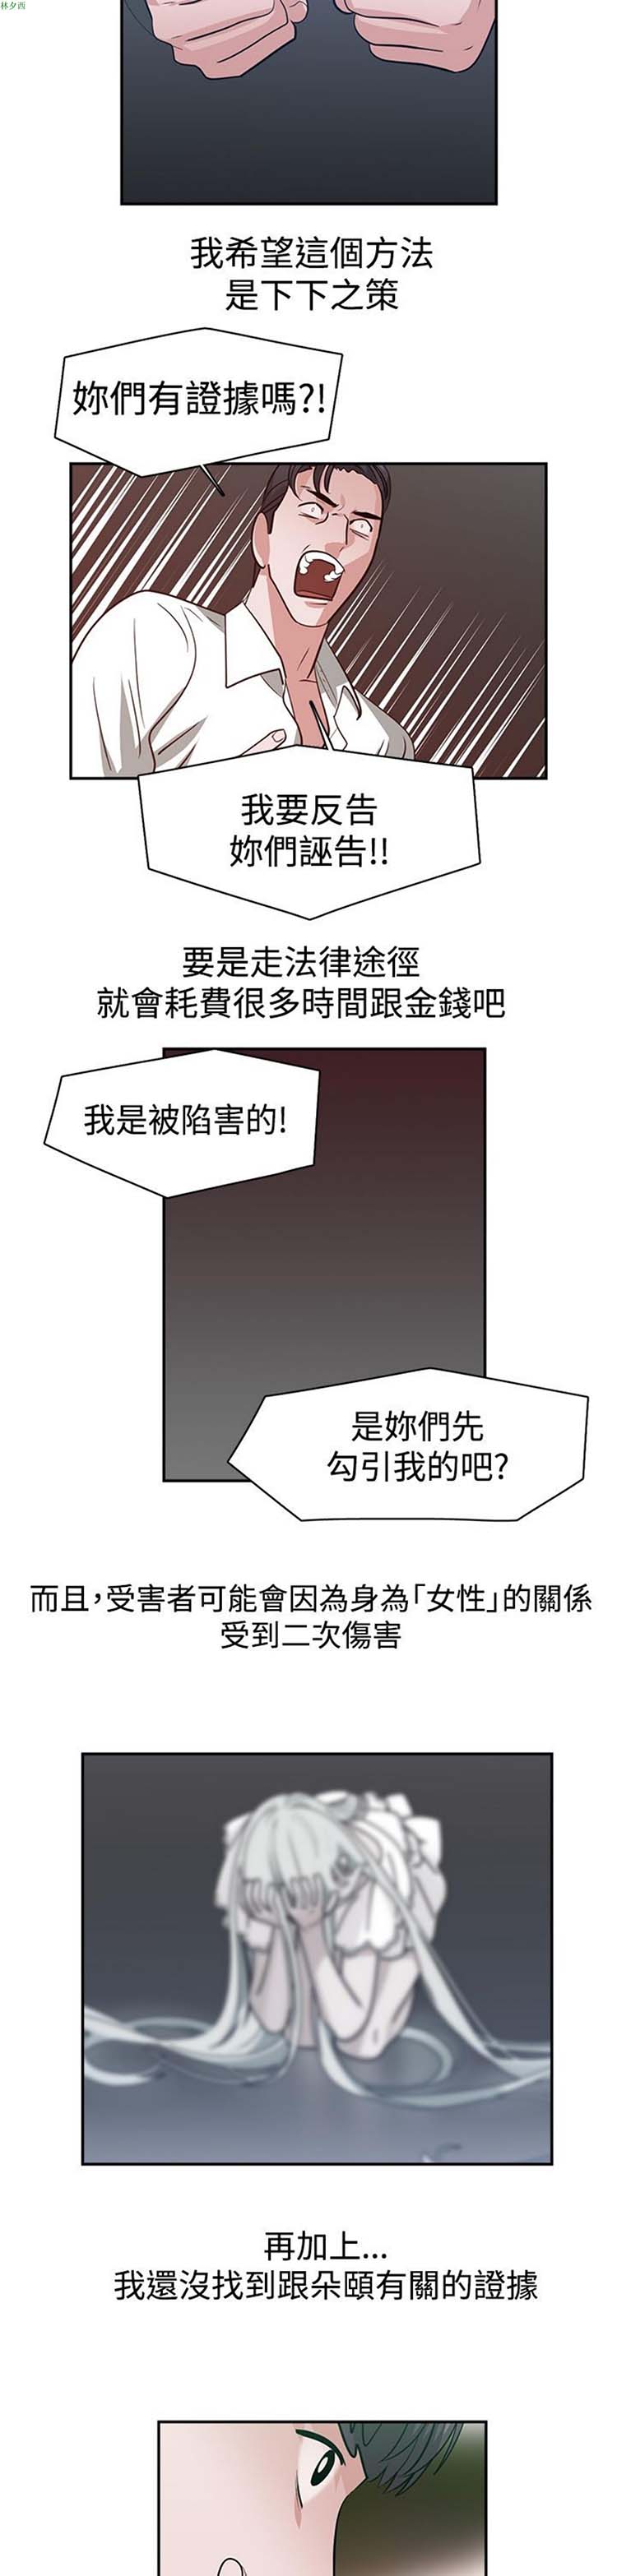 林夕西
我希望這個方法
是下下之策
妳們有證據嗎?!
我要反告
妳們誣告!!
要是走法律途徑
就會耗費很多時間跟金錢吧
我是被陷害的!
是妳們先
勾引我的吧?
而且,受害者可能會因為身為「女性」的關係
受到二次傷害
再加上...
我還沒找到跟朵頤有關的證據